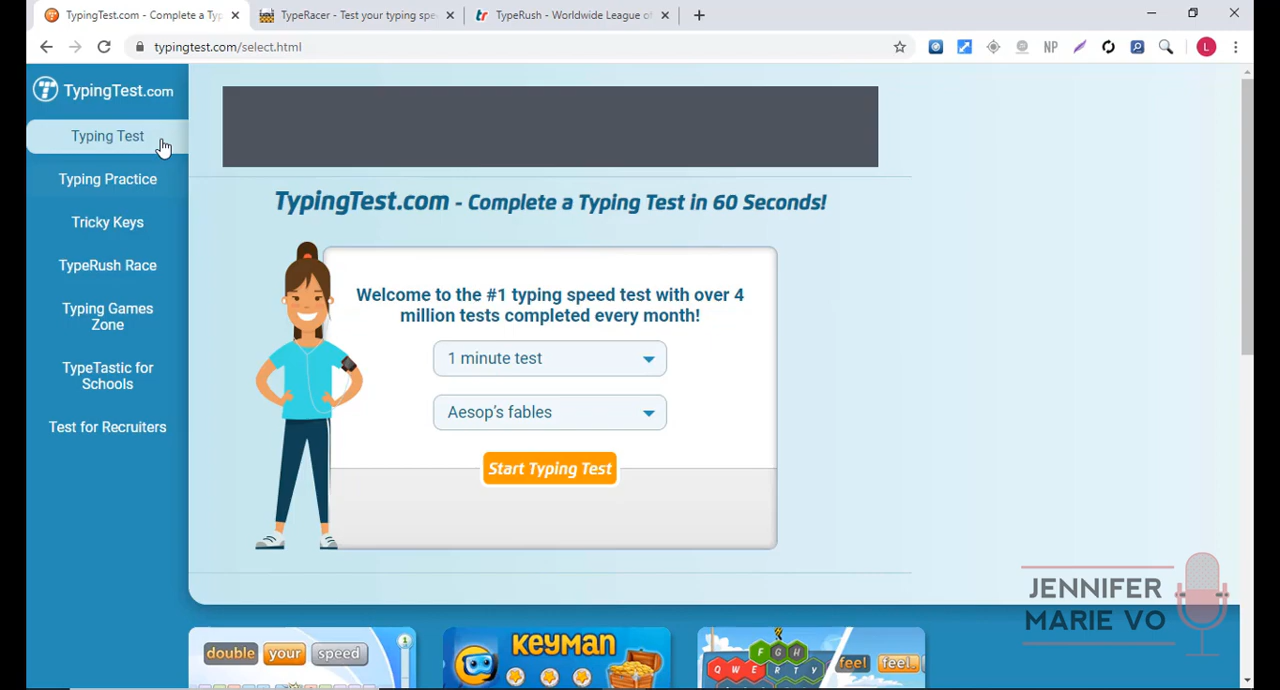 TypingTest.com - Complete a Typ
TypeRacer - Test your typing spe
TypeRush - Worldwide League of
typingtest.com/select.html
NP
L
TypingTest.com
Typing Test
Typing Practice
Tricky Keys
TypeRush Race
Typing Games
Zone
TypeTastic for
Schools
Test for Recruiters
TypingTest.com - Complete a Typing Test in 60 Seconds!
Welcome to the #1 typing speed test with over 4
million tests completed every month!
1 minute test
Aesop's fables
Start Typing Test
double your speed
1
KEYMAN
F G H
Q W E R T Y
feel feel
JENNIFER
MARIE VO